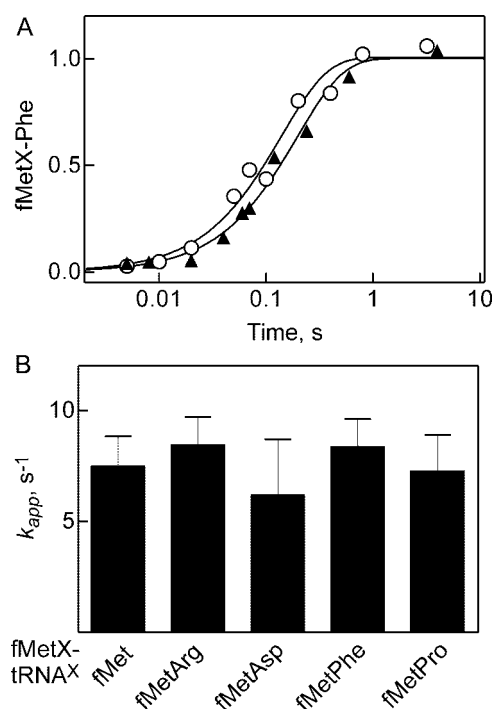 A
fMetX-Phe
1.0
0.5
0.0
0.01 0.1 1 10
Time, s
B
k_app, s⁻¹
10
5
fMetX-
tRNAˣ
fMet fMetArg fMetAsp fMetPhe fMetPro